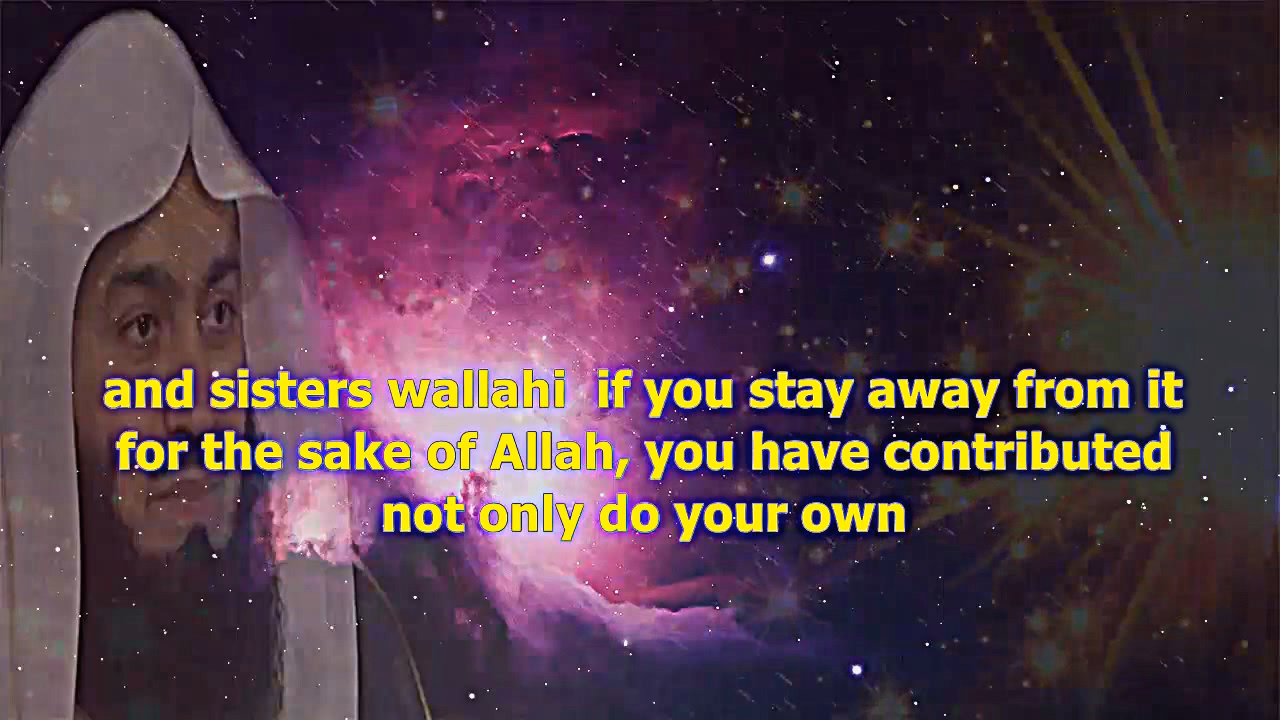 and sisters wallahi  if you stay away from it
for the sake of Allah, you have contributed
not only do your own